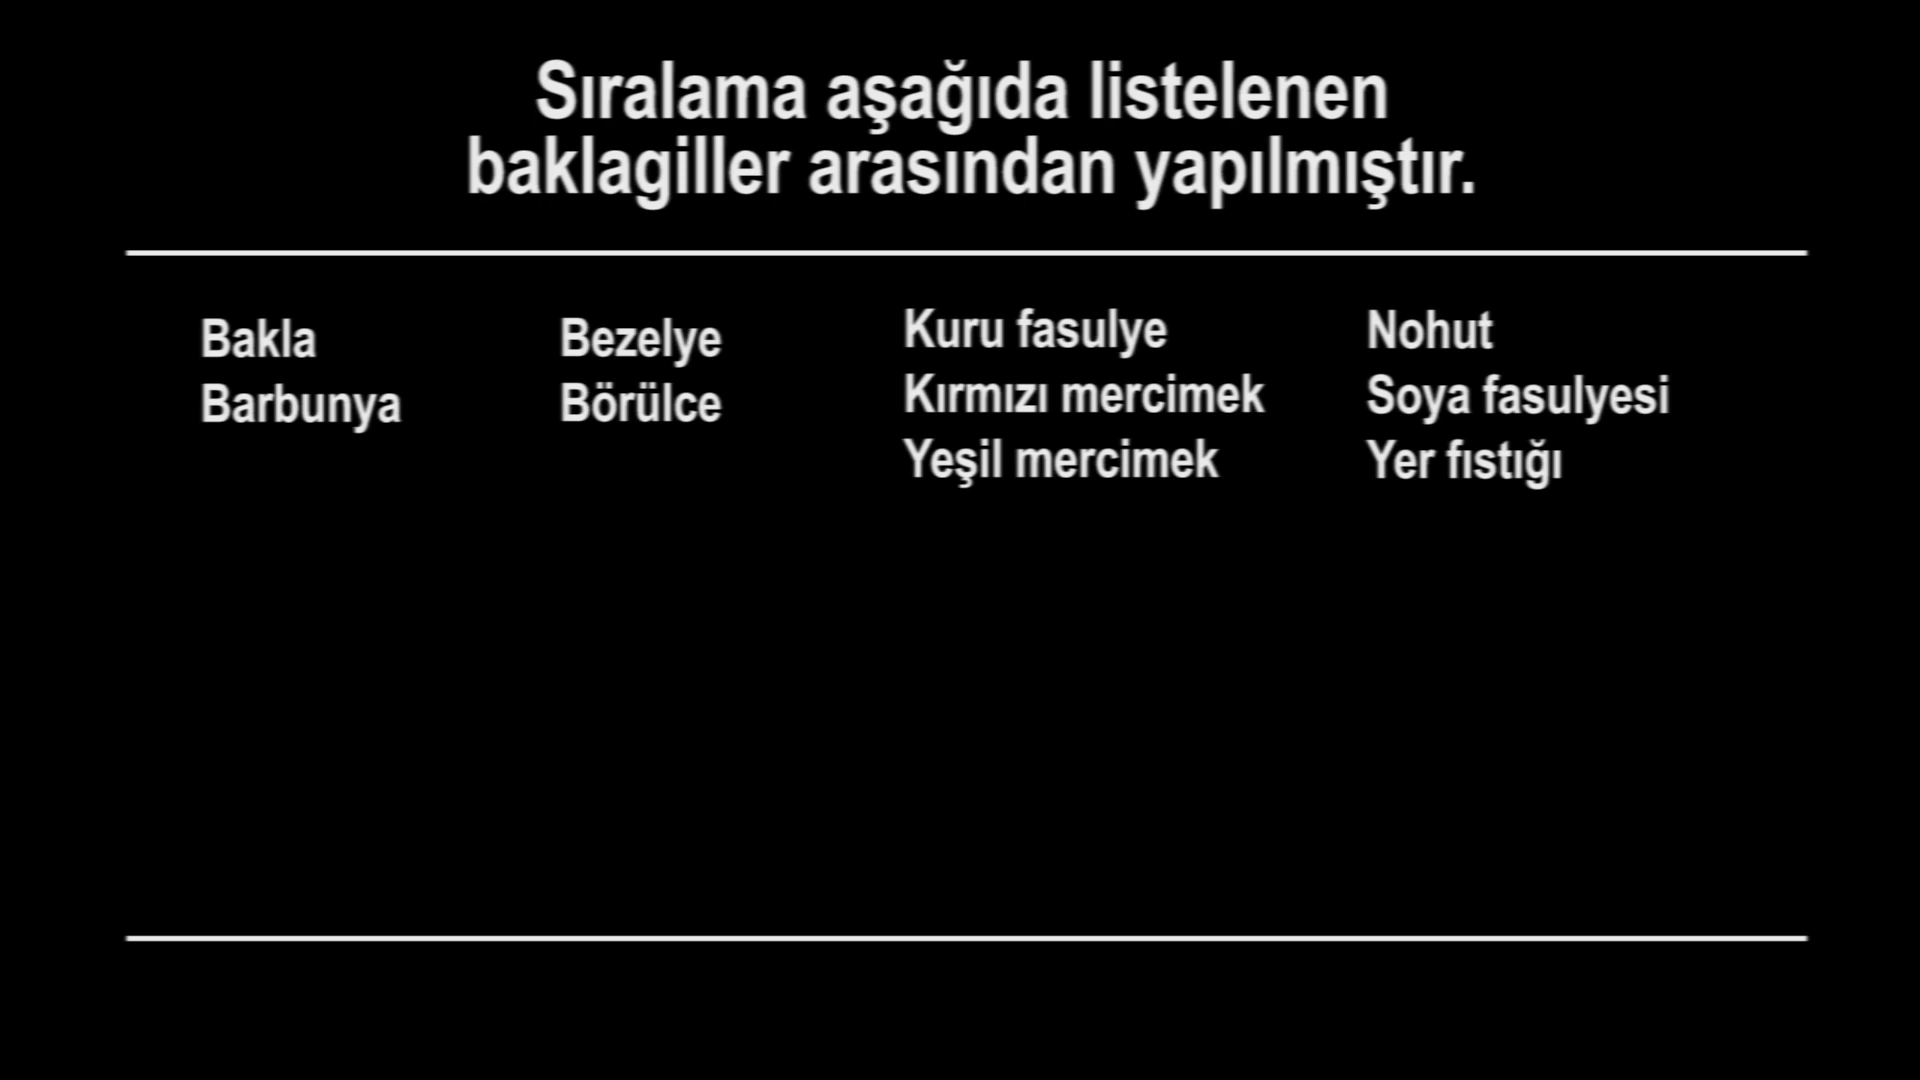 Sıralama aşağıda listelenen
baklagiller arasından yapılmıştır.
Bakla
Barbunya
Bezelye
Börülce
Kuru fasulye
Kırmızı mercimek
Yeşil mercimek
Nohut
Soya fasulyesi
Yer fıstığı